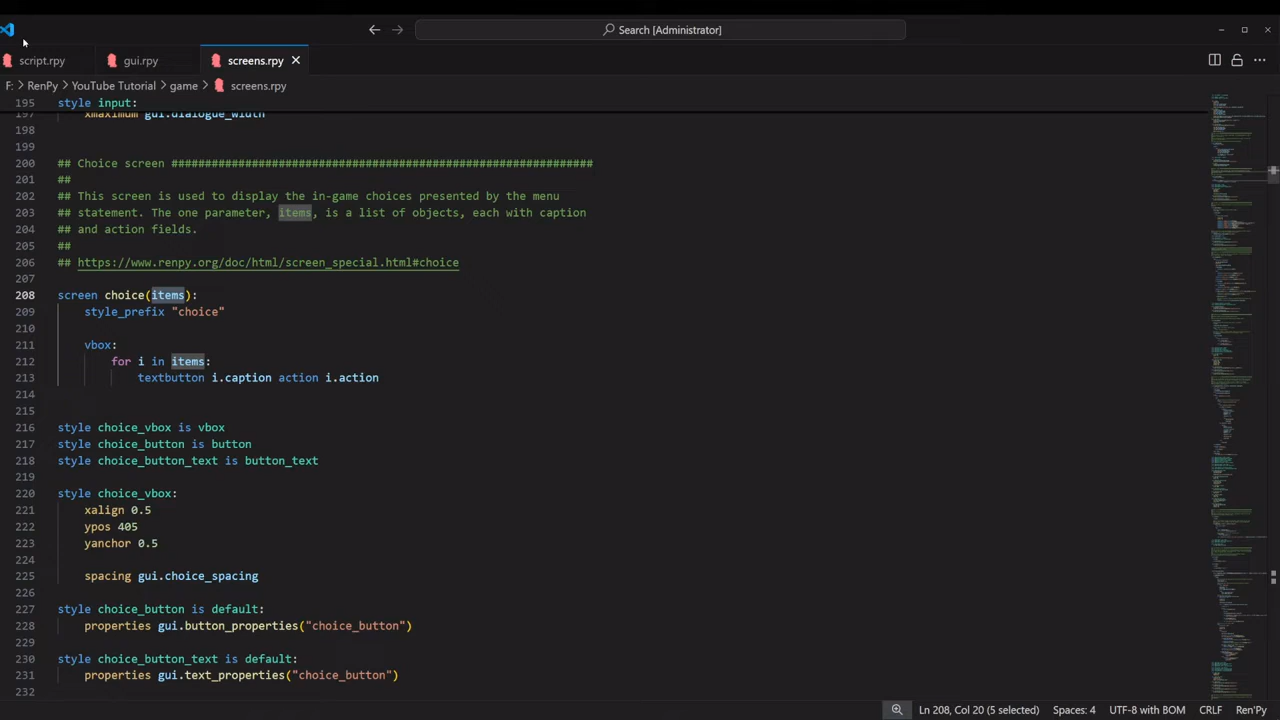 Search [Administrator]
script.rpy gui.rpy screens.rpy
F: RenPy YouTube Tutorial game screens.rpy
195 style input:
197 xmaximum gui.dialogue_width
198
199
200 ## Choice screen ###############################################################
201 ##
202 ## This screen is used to display the in-game choices presented by the menu
203 ## statement. The one parameter, items, is a list of objects, each with caption
204 ## and action fields.
205 ##
206 ## https://www.renpy.org/doc/html/screen_special.html#choice
207
208 screen choice(items):
209 style_prefix "choice"
210
211 vbox:
212 for i in items:
213 textbutton i.caption action i.action
214
215
216 style choice_vbox is vbox
217 style choice_button is button
218 style choice_button_text is button_text
219
220 style choice_vbox:
221 xalign 0.5
222 ypos 405
223 yanchor 0.5
224
225 spacing gui.choice_spacing
226
227 style choice_button is default:
228 properties gui.button_properties("choice_button")
229
230 style choice_button_text is default:
231 properties gui.text_properties("choice_button")
232
Ln 208, Col 20 (5 selected) Spaces: 4 UTF-8 with BOM CRLF Ren'Py